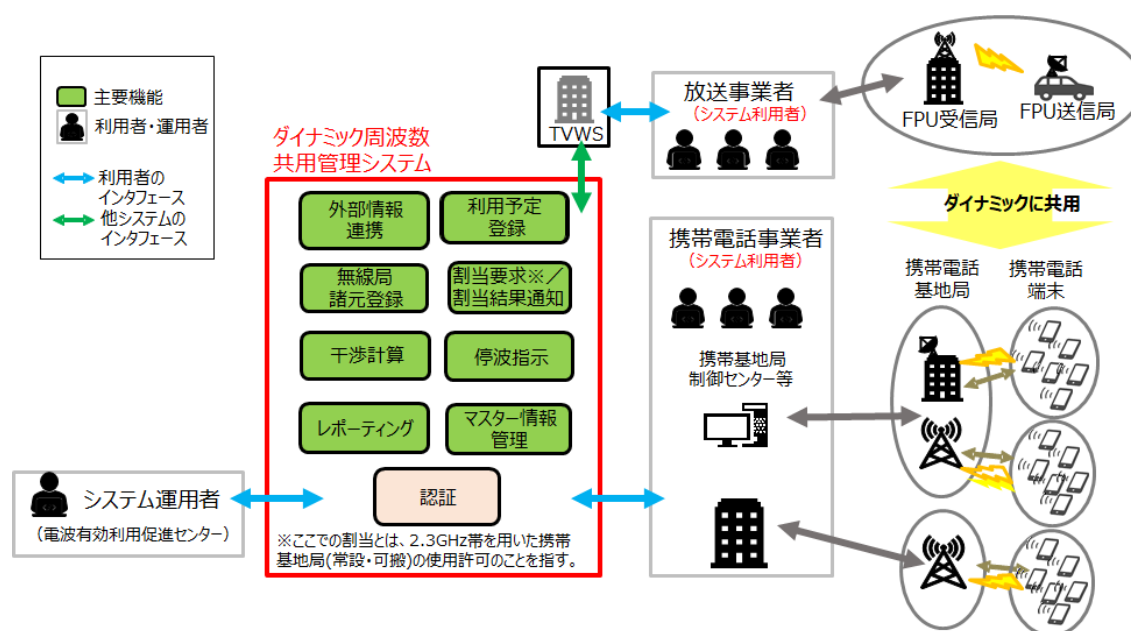 主要機能
利用者・運用者
利用者の
インタフェース
他システムの
インタフェース
ダイナミック周波数
共用管理システム
外部情報
連携
利用予定
登録
無線局
諸元登録
割当要求※／
割当結果通知
干渉計算
停波指示
レポーティング
マスター情報
管理
認証
※ここでの割当とは、2.3GHz帯を用いた携帯
基地局(常設・可搬)の使用許可のことを指す。
システム運用者
（電波有効利用促進センター）
TVWS
放送事業者
（システム利用者）
FPU受信局
FPU送信局
ダイナミックに共用
携帯電話事業者
（システム利用者）
携帯基地局
制御センター等
携帯電話
基地局
携帯電話
端末